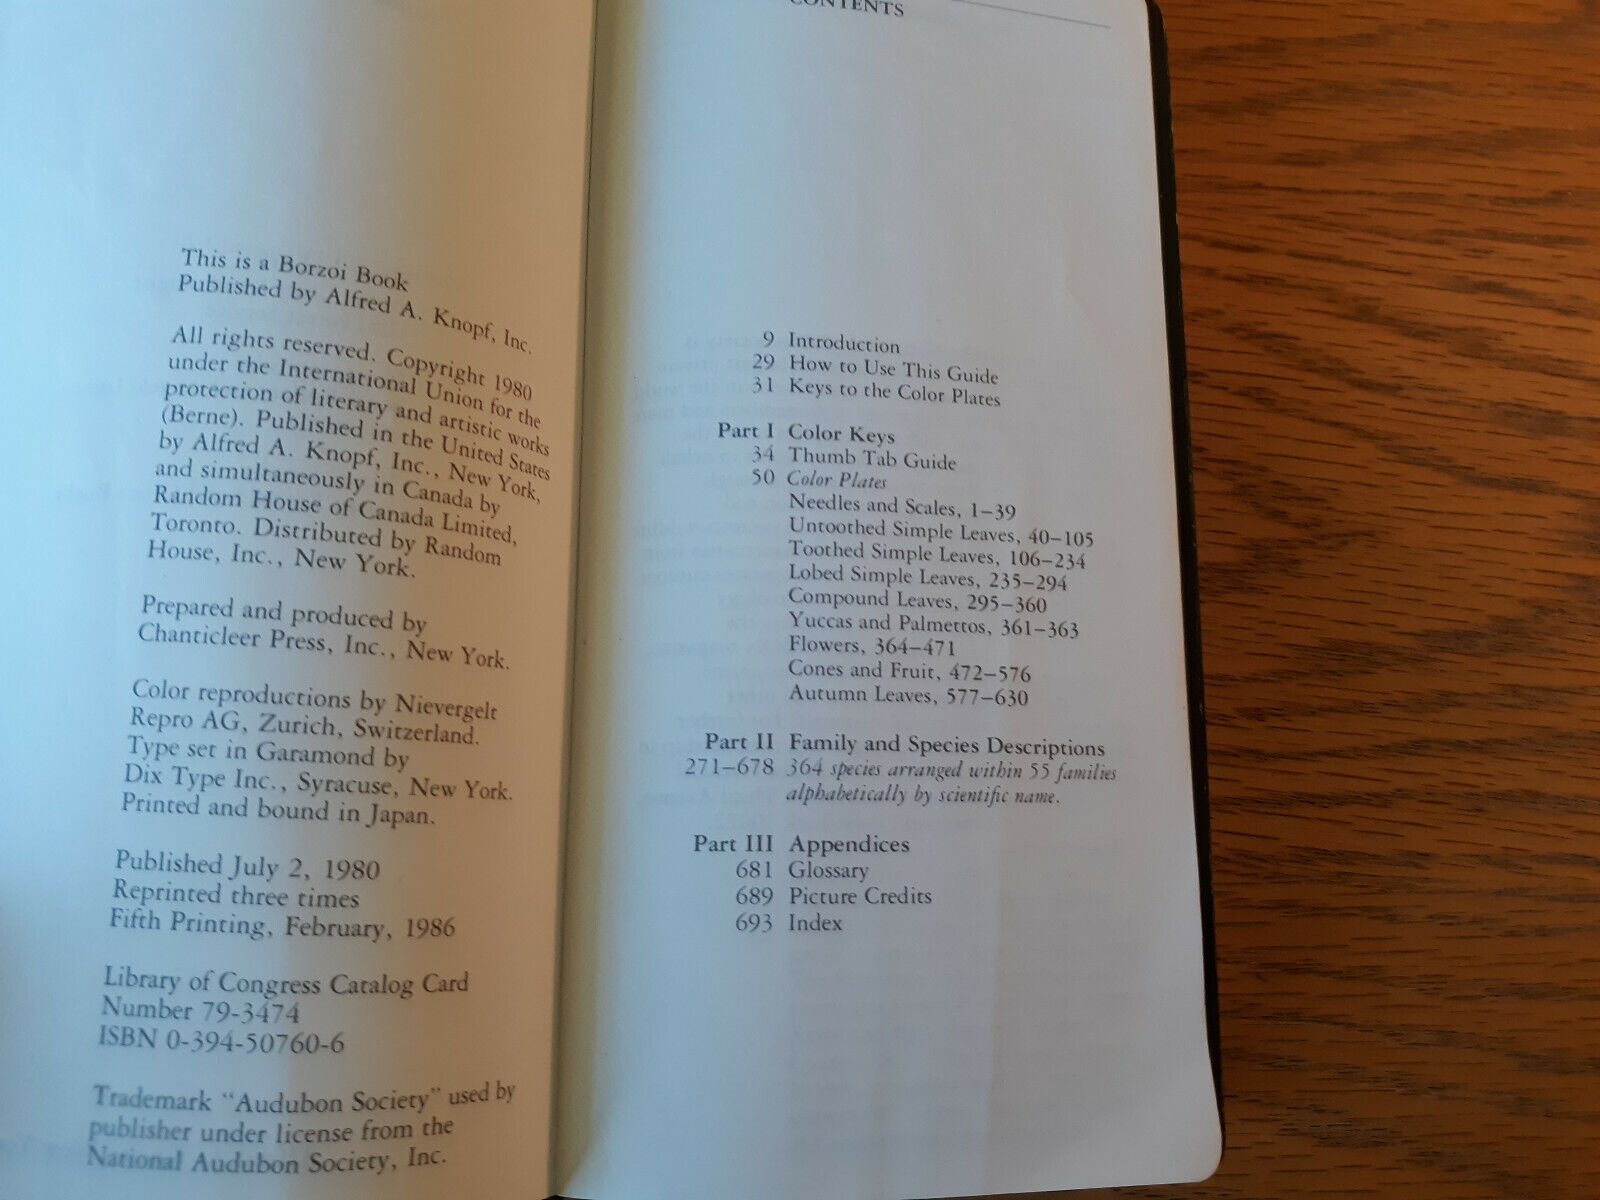 This is a Borzoi Book
Published by Alfred A. Knopf, Inc.
All rights reserved. Copyright 1980
under the International Union for the
protection of literary and artistic works
(Berne). Published in the United States
by Alfred A. Knopf, Inc., New York,
and simultaneously in Canada by
Random House of Canada Limited,
Toronto. Distributed by Random
House, Inc., New York.
Prepared and produced by
Chanticleer Press, Inc., New York.
Color reproductions by Nievergelt
Repro AG, Zurich, Switzerland.
Type set in Garamond by
Dix Type Inc., Syracuse, New York.
Printed and bound in Japan.
Published July 2, 1980
Reprinted three times
Fifth Printing, February, 1986
Library of Congress Catalog Card
Number 79-3474
ISBN 0-394-50760-6
Trademark "Audubon Society" used by
publisher under license from the
National Audubon Society, Inc.
CONTENTS
9 Introduction
29 How to Use This Guide
31 Keys to the Color Plates
Part I Color Keys
34 Thumb Tab Guide
50 Color Plates
Needles and Scales, 1–39
Untoothed Simple Leaves, 40–105
Toothed Simple Leaves, 106–234
Lobed Simple Leaves, 235–294
Compound Leaves, 295–360
Yuccas and Palmettos, 361–363
Flowers, 364–471
Cones and Fruit, 472–576
Autumn Leaves, 577–630
Part II Family and Species Descriptions
271–678 364 species arranged within 55 families
alphabetically by scientific name.
Part III Appendices
681 Glossary
689 Picture Credits
693 Index